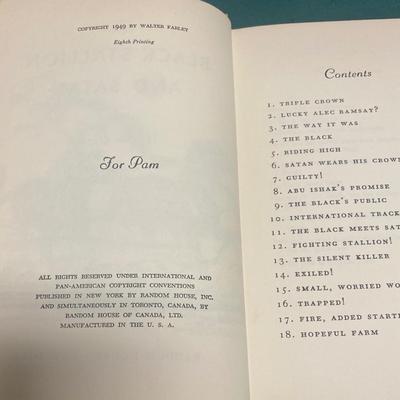 COPYRIGHT 1949 BY WALTER FARLEY
Eighth Printing
For Pam
ALL RIGHTS RESERVED UNDER INTERNATIONAL AND
PAN-AMERICAN COPYRIGHT CONVENTIONS
PUBLISHED IN NEW YORK BY RANDOM HOUSE, INC.
AND SIMULTANEOUSLY IN TORONTO, CANADA, BY
RANDOM HOUSE OF CANADA, LTD.
MANUFACTURED IN THE U. S. A.
Contents
1. TRIPLE CROWN
2. LUCKY ALEC RAMSAY?
3. THE WAY IT WAS
4. THE BLACK
5. RIDING HIGH
6. SATAN WEARS HIS CROWN
7. GUILTY!
8. ABU ISHAK'S PROMISE
9. THE BLACK'S PUBLIC
10. INTERNATIONAL TRACK
11. THE BLACK MEETS SAT
12. FIGHTING STALLION!
13. THE SILENT KILLER
14. EXILED!
15. SMALL, WORRIED WO
16. TRAPPED!
17. FIRE, ADDED STARTE
18. HOPEFUL FARM